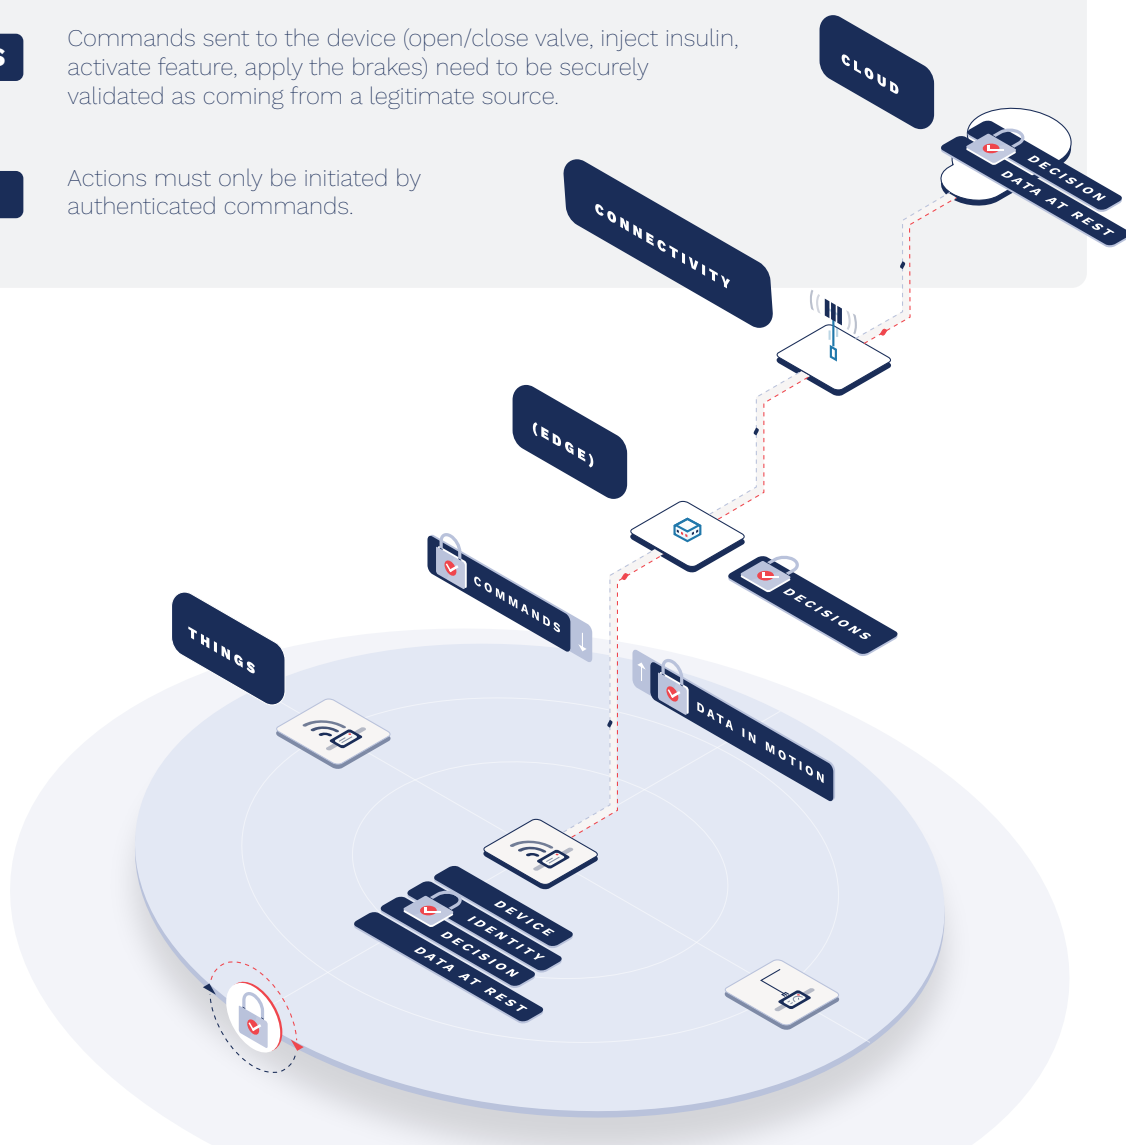 S
Commands sent to the device (open/close valve, inject insulin,
activate feature, apply the brakes) need to be securely
validated as coming from a legitimate source.
Actions must only be initiated by
authenticated commands.
CLOUD
DECISION
DATA AT REST
CONNECTIVITY
(EDGE)
COMMANDS
DECISIONS
THINGS
DATA IN MOTION
DEVICE
IDENTITY
DECISION
DATA AT REST